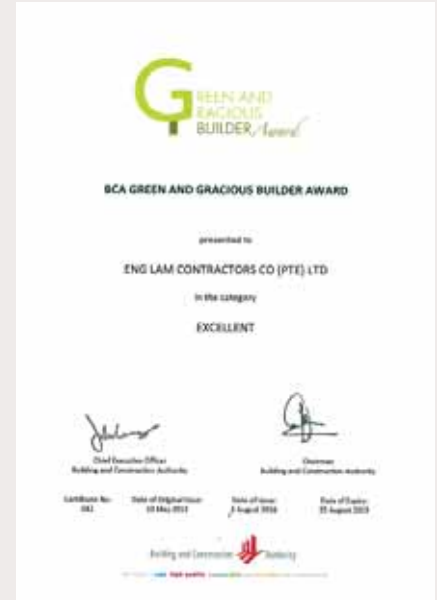 GREEN AND
GRACIOUS
BUILDER Award
BCA GREEN AND GRACIOUS BUILDER AWARD
presented to
ENG LAM CONTRACTORS CO (PTE) LTD
in the category
EXCELLENT
Chief Executive Officer
Building and Construction Authority
Chairman
Building and Construction Authority
Certificate No:
Date of Original Issue:
Date of Issue:
Date of Expiry:
Building and Construction Authority